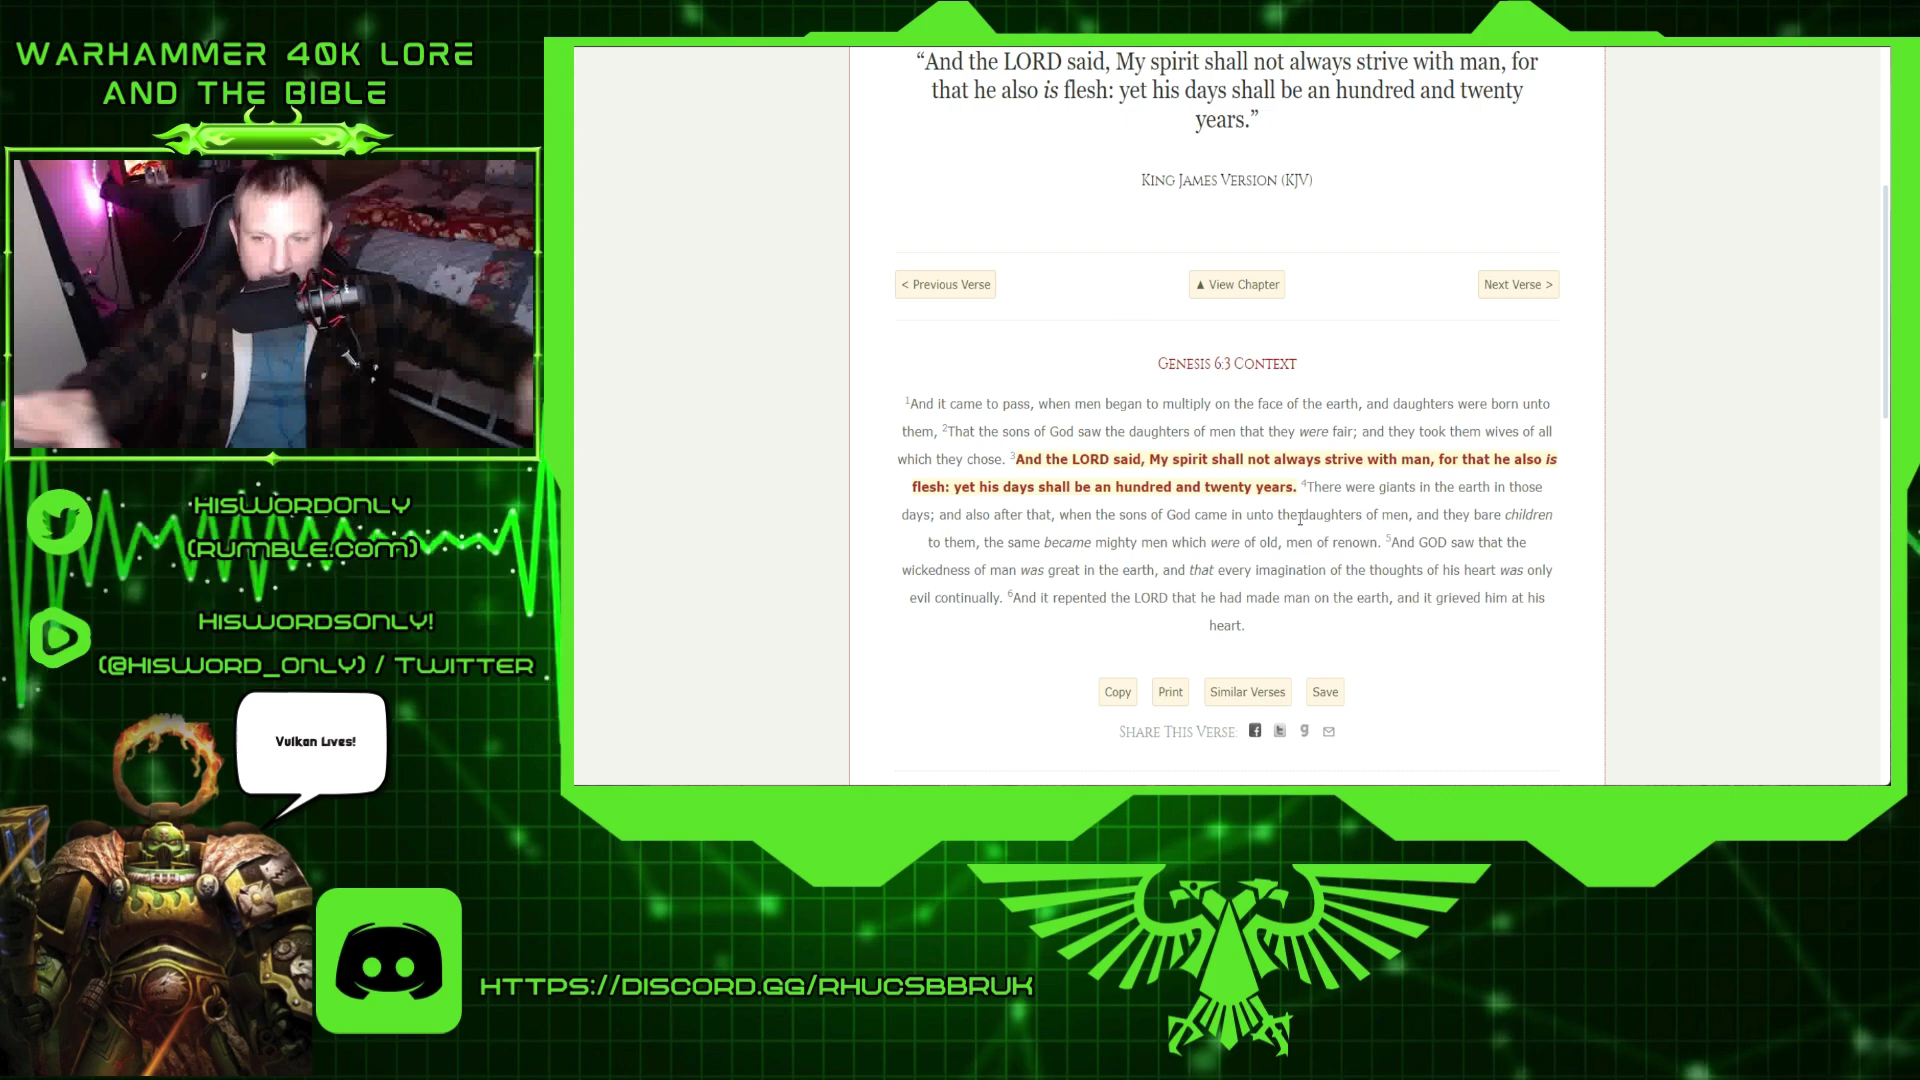 WARHAMMER 40K LORE
AND THE BIBLE
HISWORDONLY
(RUMBLE.COM)
HISWORDSONLY!
(@HISWORD_ONLY) / TWITTER
Vulkan Lives!
HTTPS://DISCORD.GG/RHUCSBBRUK
“And the LORD said, My spirit shall not always strive with man, for
that he also is flesh: yet his days shall be an hundred and twenty
years.”
KING JAMES VERSION (KJV)
< Previous Verse
▲ View Chapter
Next Verse >
GENESIS 6:3 CONTEXT
1And it came to pass, when men began to multiply on the face of the earth, and daughters were born unto
them, 2That the sons of God saw the daughters of men that they were fair; and they took them wives of all
which they chose. 3And the LORD said, My spirit shall not always strive with man, for that he also is
flesh: yet his days shall be an hundred and twenty years. 4There were giants in the earth in those
days; and also after that, when the sons of God came in unto the daughters of men, and they bare children
to them, the same became mighty men which were of old, men of renown. 5And GOD saw that the
wickedness of man was great in the earth, and that every imagination of the thoughts of his heart was only
evil continually. 6And it repented the LORD that he had made man on the earth, and it grieved him at his
heart.
Copy
Print
Similar Verses
Save
SHARE THIS VERSE: